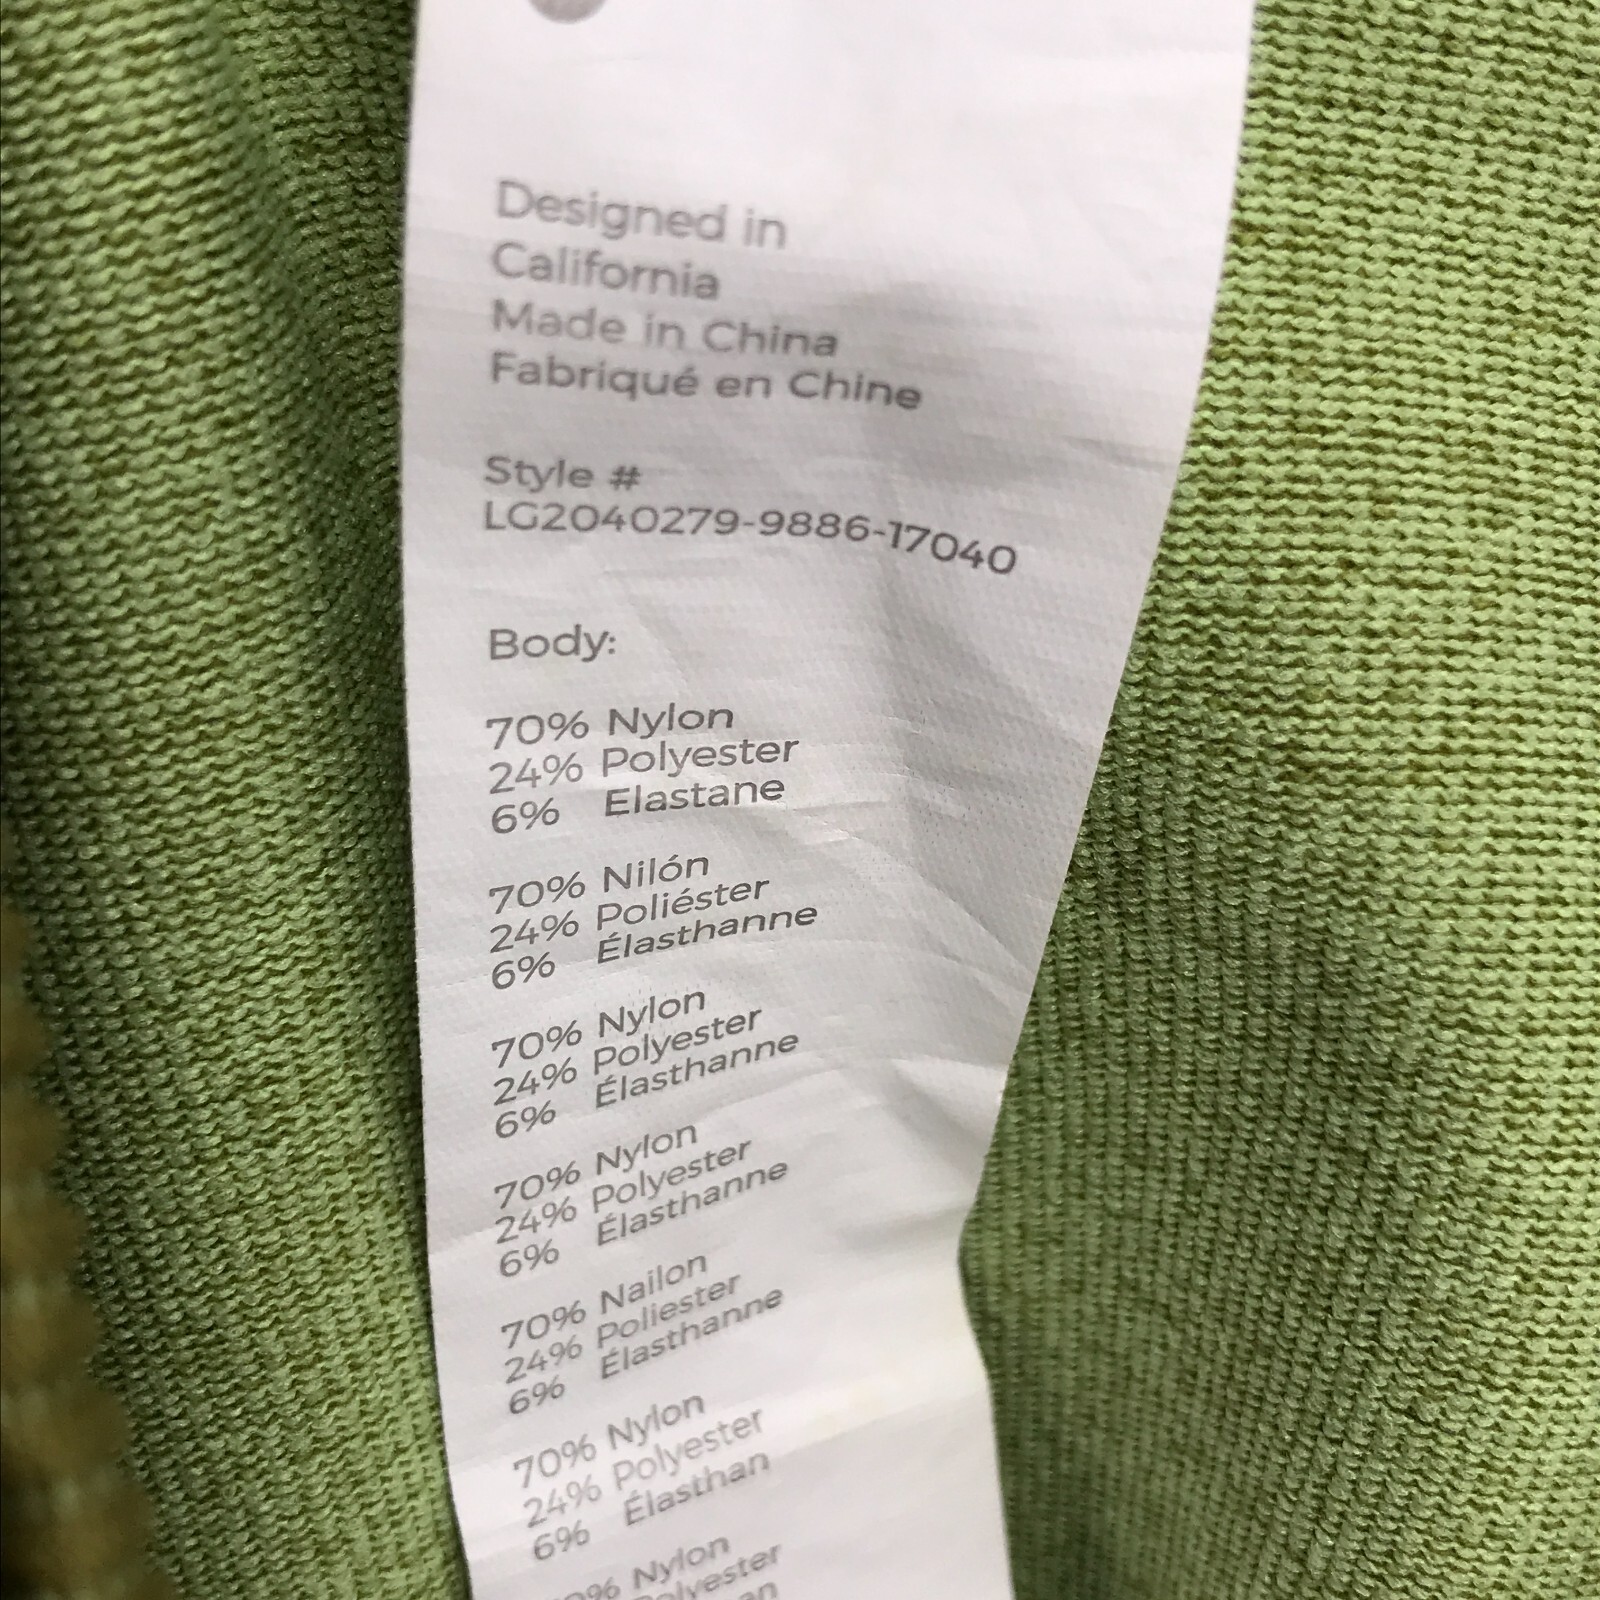 Designed in
California
Made in China
Fabriqué en Chine
Style #
LG2040279-9886-17040
Body:
70% Nylon
24% Polyester
6% Elastane
70% Nilón
24% Poliéster
6% Élasthanne
70% Nylon
24% Polyester
6% Élasthanne
70% Nylon
24% Polyester
6% Élasthanne
70% Nailon
24% Poliester
6% Élasthanne
70% Nylon
24% Polyester
6% Élasthan
Nylon